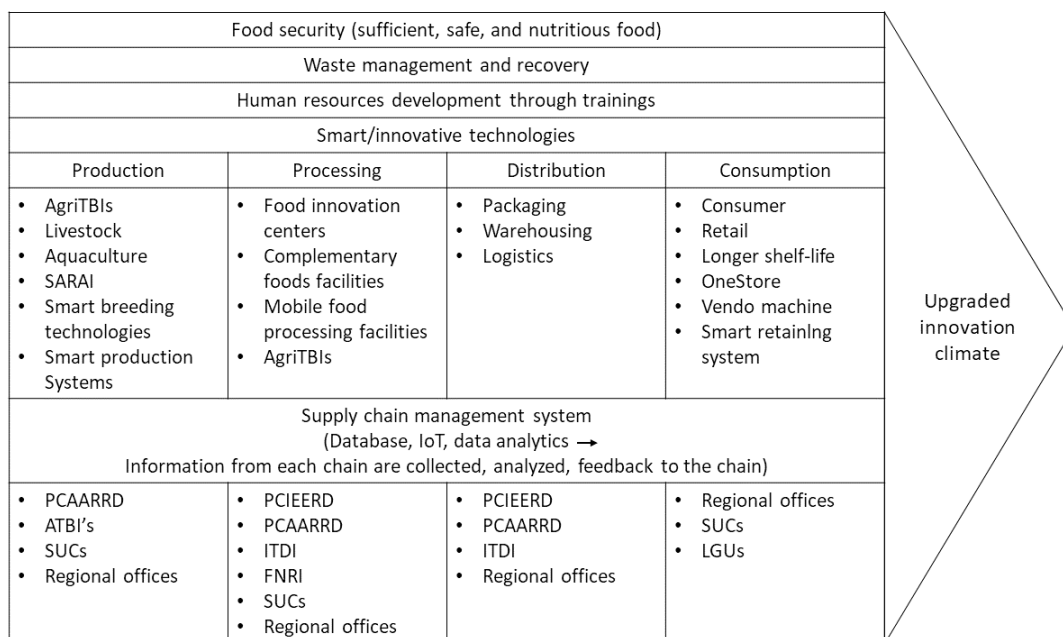 Food security (sufficient, safe, and nutritious food)
Waste management and recovery
Human resources development through trainings
Smart/innovative technologies
Production
• AgriTBIs
• Livestock
• Aquaculture
• SARAI
• Smart breeding
technologies
• Smart production
Systems
Processing
• Food innovation
centers
• Complementary
foods facilities
• Mobile food
processing facilities
• AgriTBIs
Distribution
• Packaging
• Warehousing
• Logistics
Consumption
• Consumer
• Retail
• Longer shelf-life
• OneStore
• Vendo machine
• Smart retainlng
system
Supply chain management system
(Database, IoT, data analytics →
Information from each chain are collected, analyzed, feedback to the chain)
• PCAARRD
• ATBI’s
• SUCs
• Regional offices
• PCIEERD
• PCAARRD
• ITDI
• FNRI
• SUCs
• Regional offices
• PCIEERD
• PCAARRD
• ITDI
• Regional offices
• Regional offices
• SUCs
• LGUs
Upgraded
innovation
climate